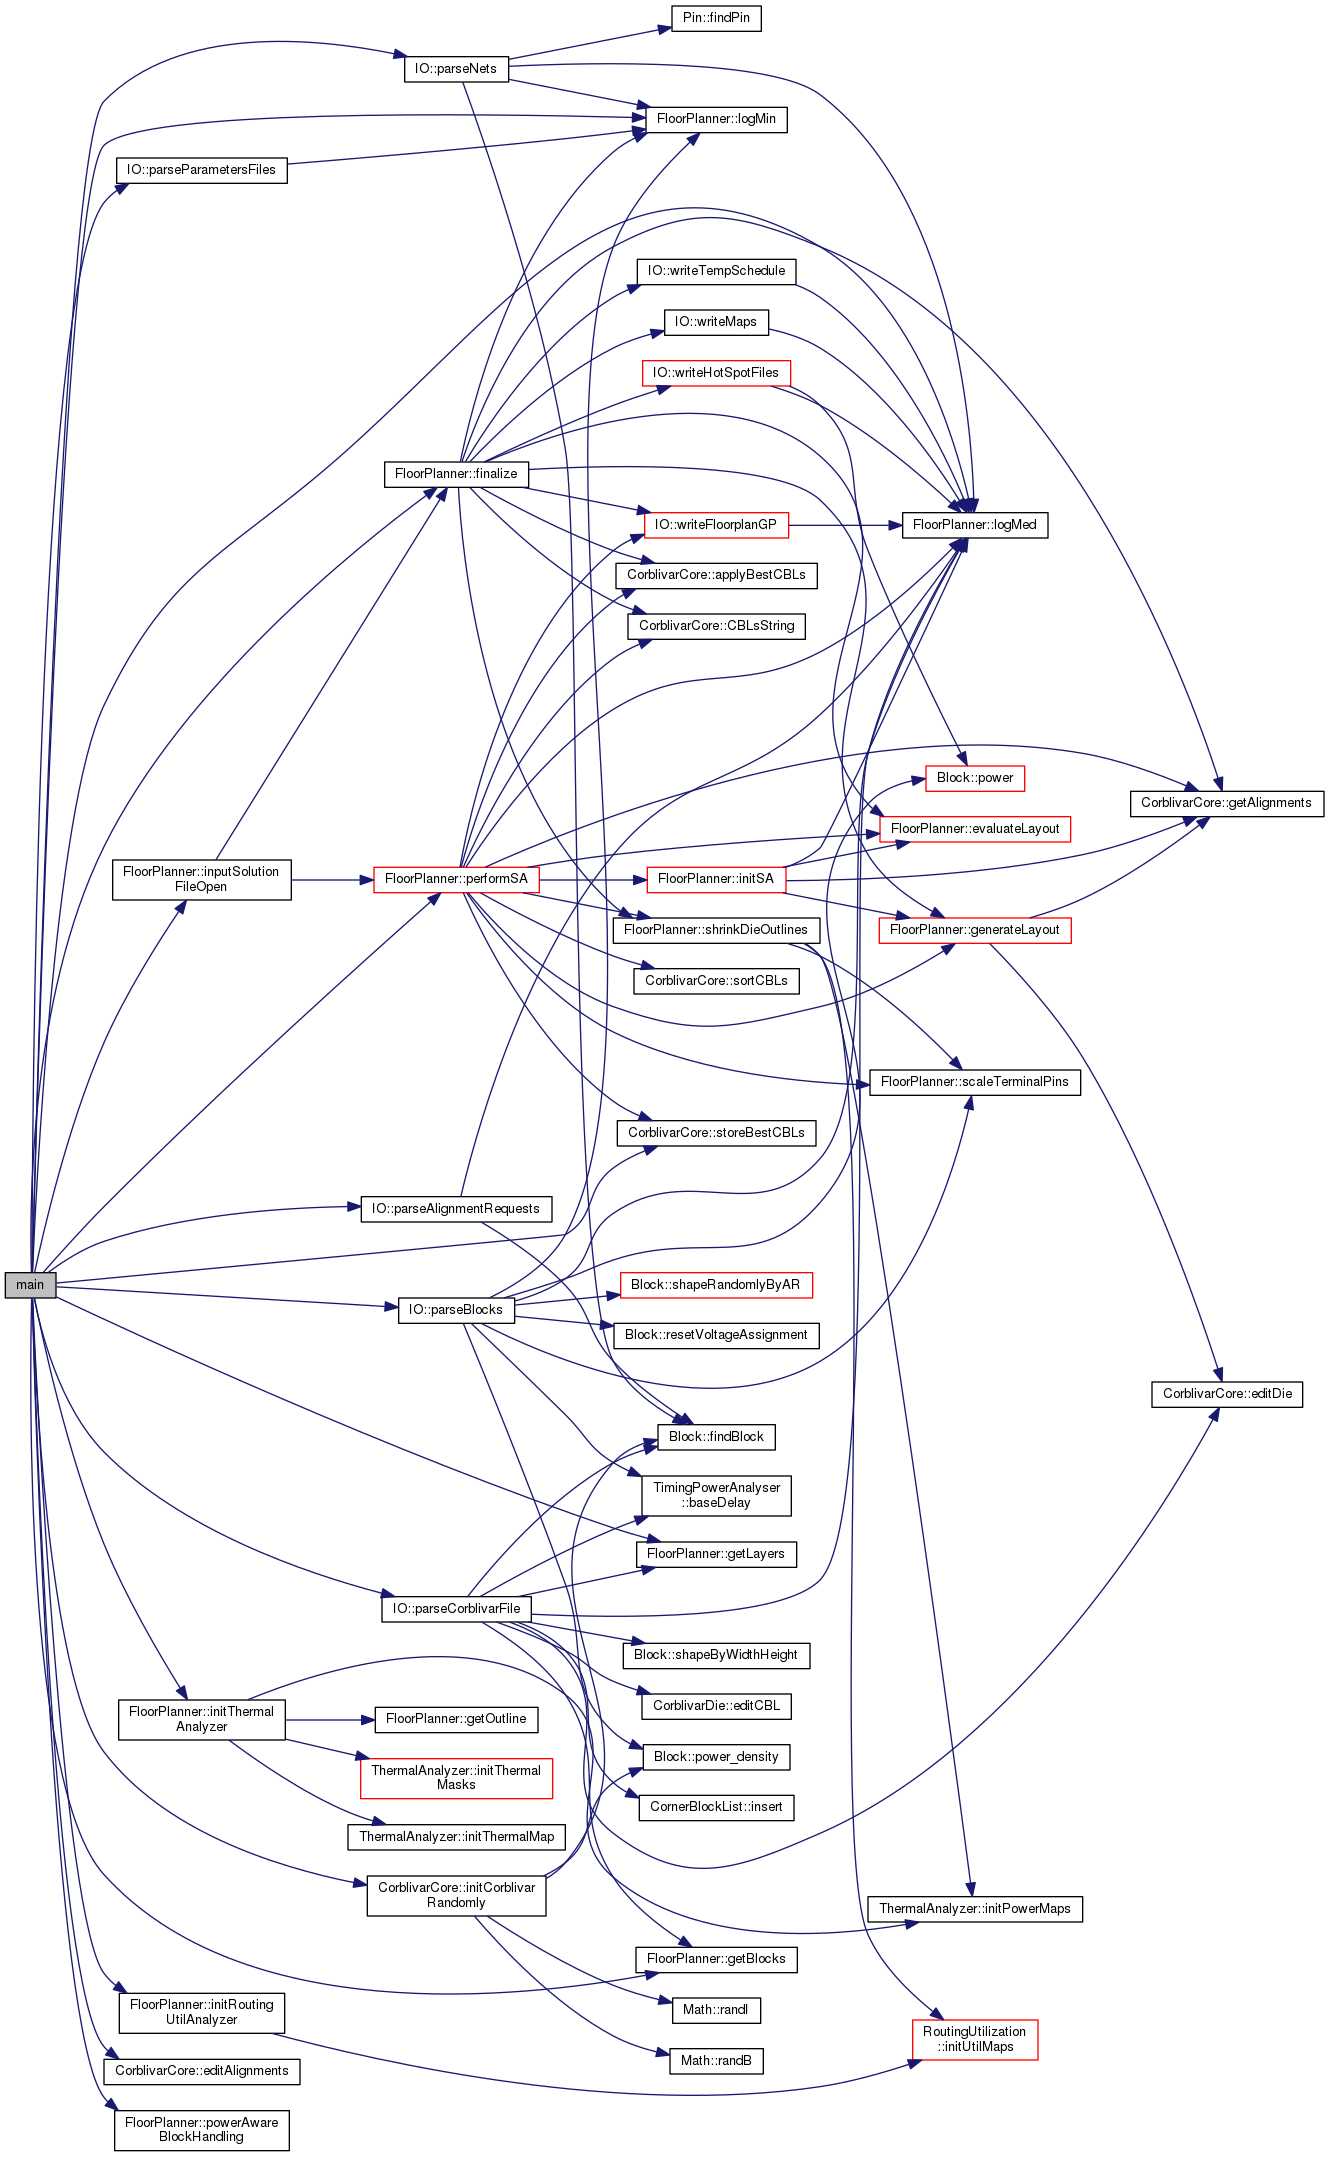 Pin::findPin
IO::parseNets
FloorPlanner::logMin
IO::parseParametersFiles
IO::writeTempSchedule
IO::writeMaps
IO::writeHotSpotFiles
FloorPlanner::finalize
IO::writeFloorplanGP
FloorPlanner::logMed
CorblivarCore::applyBestCBLs
CorblivarCore::CBLsString
Block::power
CorblivarCore::getAlignments
FloorPlanner::evaluateLayout
FloorPlanner::inputSolution
FileOpen
FloorPlanner::performSA
FloorPlanner::initSA
FloorPlanner::shrinkDieOutlines
FloorPlanner::generateLayout
CorblivarCore::sortCBLs
FloorPlanner::scaleTerminalPins
CorblivarCore::storeBestCBLs
IO::parseAlignmentRequests
main
Block::shapeRandomlyByAR
IO::parseBlocks
Block::resetVoltageAssignment
CorblivarCore::editDie
Block::findBlock
TimingPowerAnalyser
::baseDelay
FloorPlanner::getLayers
IO::parseCorblivarFile
Block::shapeByWidthHeight
CorblivarDie::editCBL
FloorPlanner::initThermal
Analyzer
FloorPlanner::getOutline
Block::power_density
ThermalAnalyzer::initThermal
Masks
CornerBlockList::insert
ThermalAnalyzer::initThermalMap
CorblivarCore::initCorblivar
Randomly
ThermalAnalyzer::initPowerMaps
FloorPlanner::getBlocks
FloorPlanner::initRouting
UtilAnalyzer
Math::randI
RoutingUtilization
::initUtilMaps
Math::randB
CorblivarCore::editAlignments
FloorPlanner::powerAware
BlockHandling